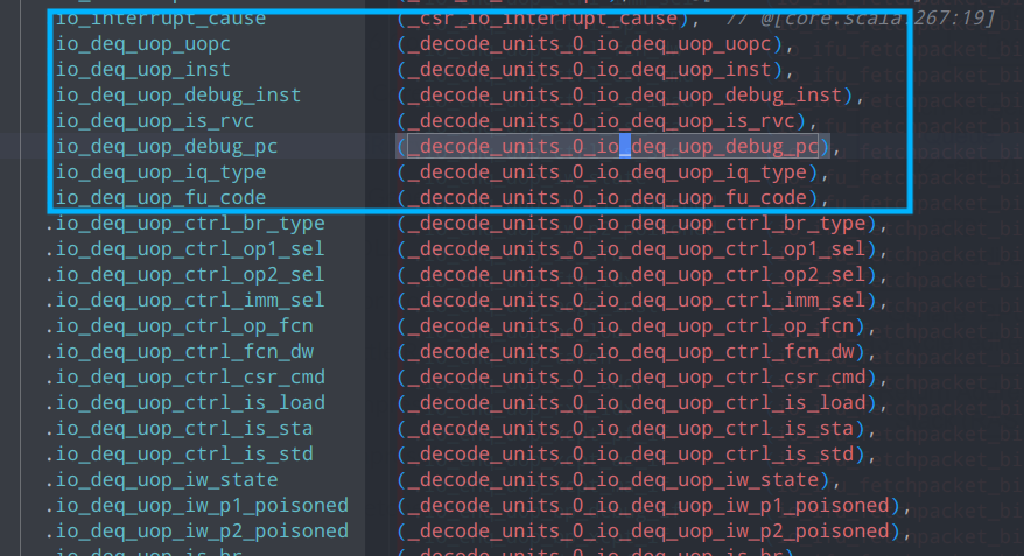 io_interrupt_cause (_csr_io_interrupt_cause), // @[core.scala:267:19]
io_deq_uop_uopc (_decode_units_0_io_deq_uop_uopc),
io_deq_uop_inst (_decode_units_0_io_deq_uop_inst),
io_deq_uop_debug_inst (_decode_units_0_io_deq_uop_debug_inst),
io_deq_uop_is_rvc (_decode_units_0_io_deq_uop_is_rvc),
io_deq_uop_debug_pc (_decode_units_0_io_deq_uop_debug_pc),
io_deq_uop_iq_type (_decode_units_0_io_deq_uop_iq_type),
io_deq_uop_fu_code (_decode_units_0_io_deq_uop_fu_code),
.io_deq_uop_ctrl_br_type (_decode_units_0_io_deq_uop_ctrl_br_type),
.io_deq_uop_ctrl_op1_sel (_decode_units_0_io_deq_uop_ctrl_op1_sel),
.io_deq_uop_ctrl_op2_sel (_decode_units_0_io_deq_uop_ctrl_op2_sel),
.io_deq_uop_ctrl_imm_sel (_decode_units_0_io_deq_uop_ctrl_imm_sel),
.io_deq_uop_ctrl_op_fcn (_decode_units_0_io_deq_uop_ctrl_op_fcn),
.io_deq_uop_ctrl_fcn_dw (_decode_units_0_io_deq_uop_ctrl_fcn_dw),
.io_deq_uop_ctrl_csr_cmd (_decode_units_0_io_deq_uop_ctrl_csr_cmd),
.io_deq_uop_ctrl_is_load (_decode_units_0_io_deq_uop_ctrl_is_load),
.io_deq_uop_ctrl_is_sta (_decode_units_0_io_deq_uop_ctrl_is_sta),
.io_deq_uop_ctrl_is_std (_decode_units_0_io_deq_uop_ctrl_is_std),
.io_deq_uop_iw_state (_decode_units_0_io_deq_uop_iw_state),
.io_deq_uop_iw_p1_poisoned (_decode_units_0_io_deq_uop_iw_p1_poisoned),
.io_deq_uop_iw_p2_poisoned (_decode_units_0_io_deq_uop_iw_p2_poisoned),
.io_deq_uop_is_br (_decode_units_0_io_deq_uop_is_br)